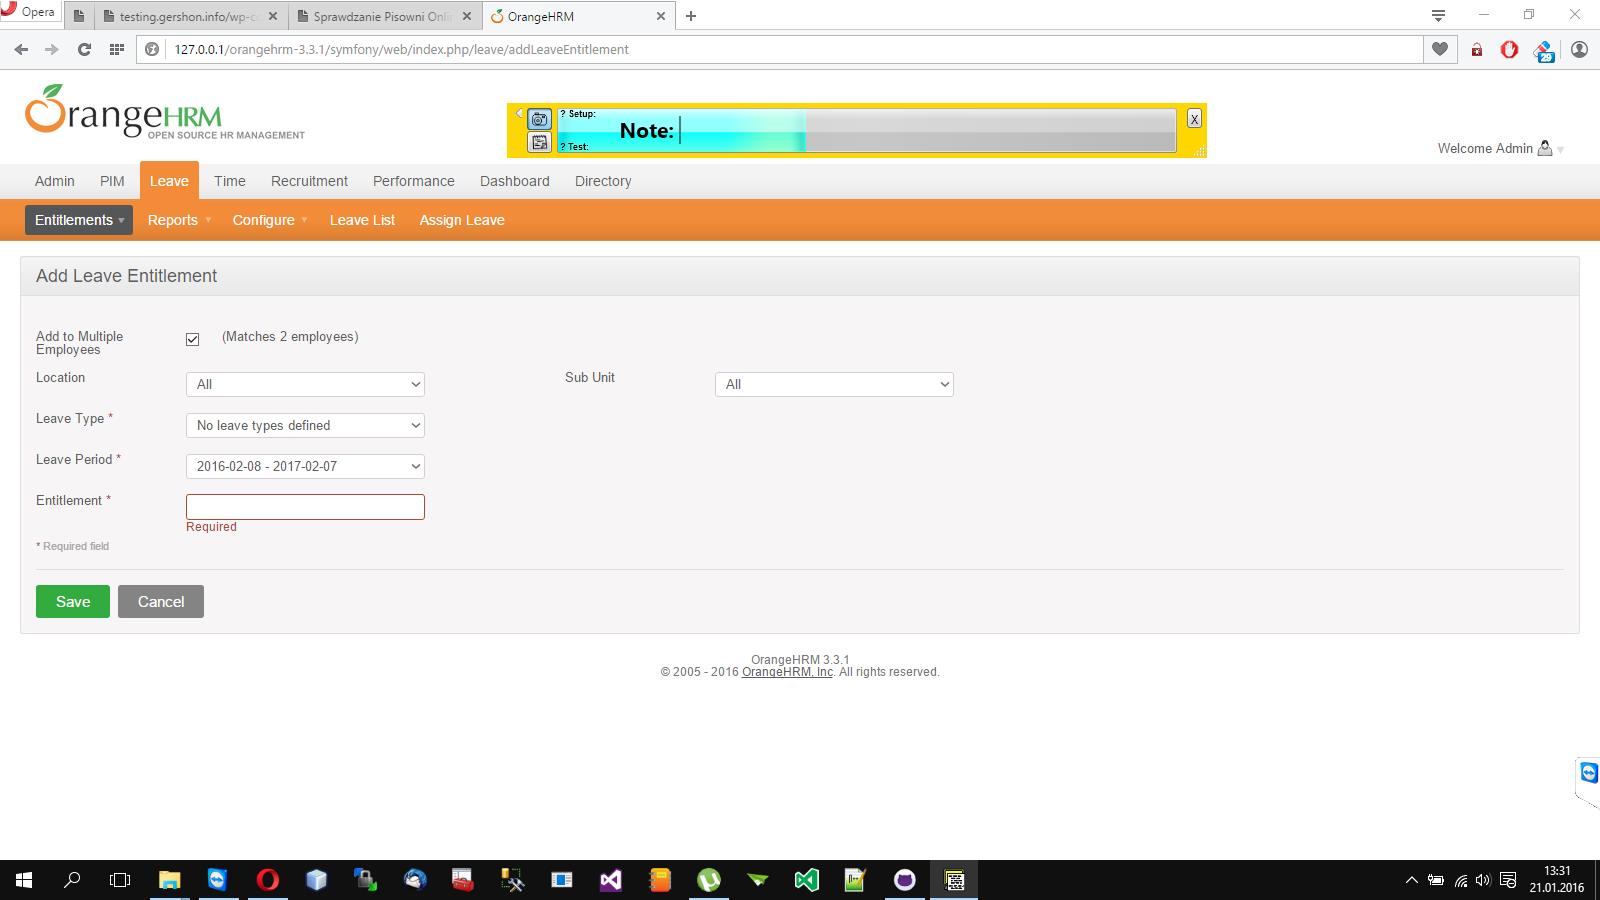 Opera
testing.gershon.info/wp-co
Sprawdzanie Pisowni Onli
OrangeHRM
127.0.0.1/orangehrm-3.3.1/symfony/web/index.php/leave/addLeaveEntitlement
29
OrangeHRM
OPEN SOURCE HR MANAGEMENT
? Setup:
Note:
? Test:
X
Welcome Admin
Admin PIM Leave Time Recruitment Performance Dashboard Directory
Entitlements Reports Configure Leave List Assign Leave
Add Leave Entitlement
Add to Multiple
Employees
(Matches 2 employees)
Location All Sub Unit All
Leave Type * No leave types defined
Leave Period * 2016-02-08 - 2017-02-07
Entitlement *
Required
* Required field
Save Cancel
OrangeHRM 3.3.1
© 2005 - 2016 OrangeHRM, Inc. All rights reserved.
13:31
21.01.2016